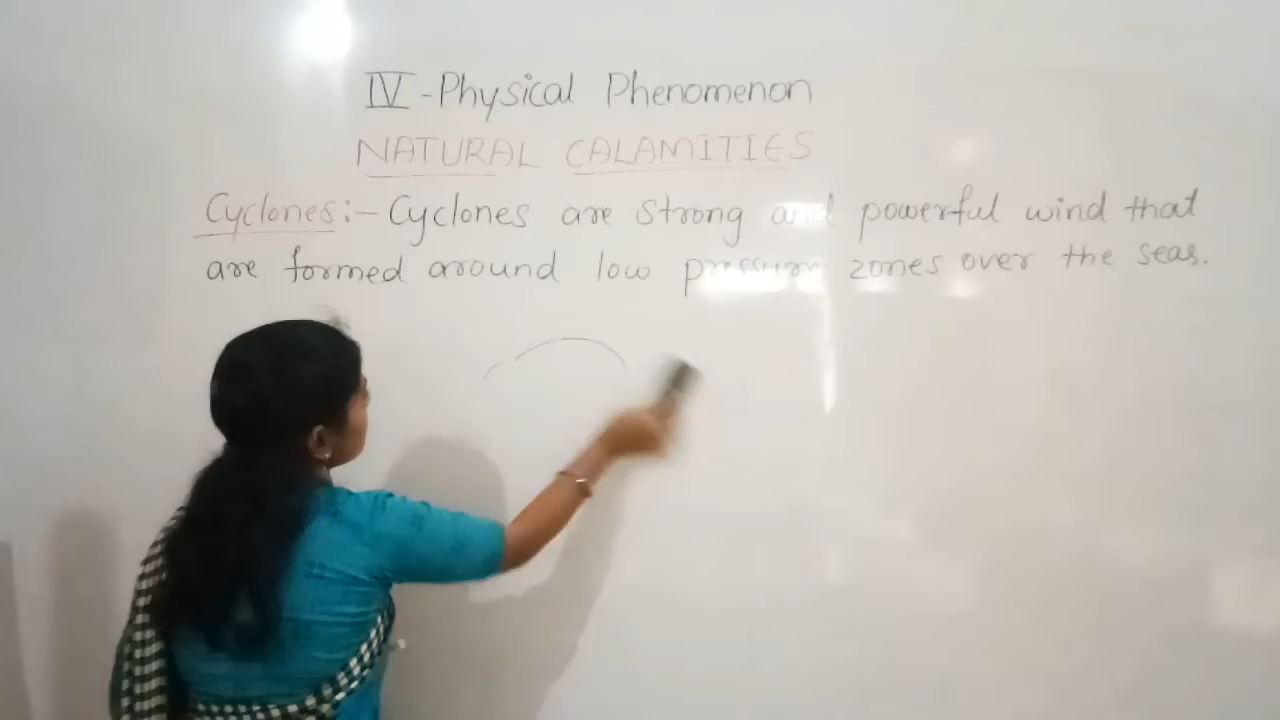 IV - Physical Phenomenon
NATURAL CALAMITIES
Cyclones:- Cyclones are strong and powerful wind that
are formed around low pressure zones over the seas.